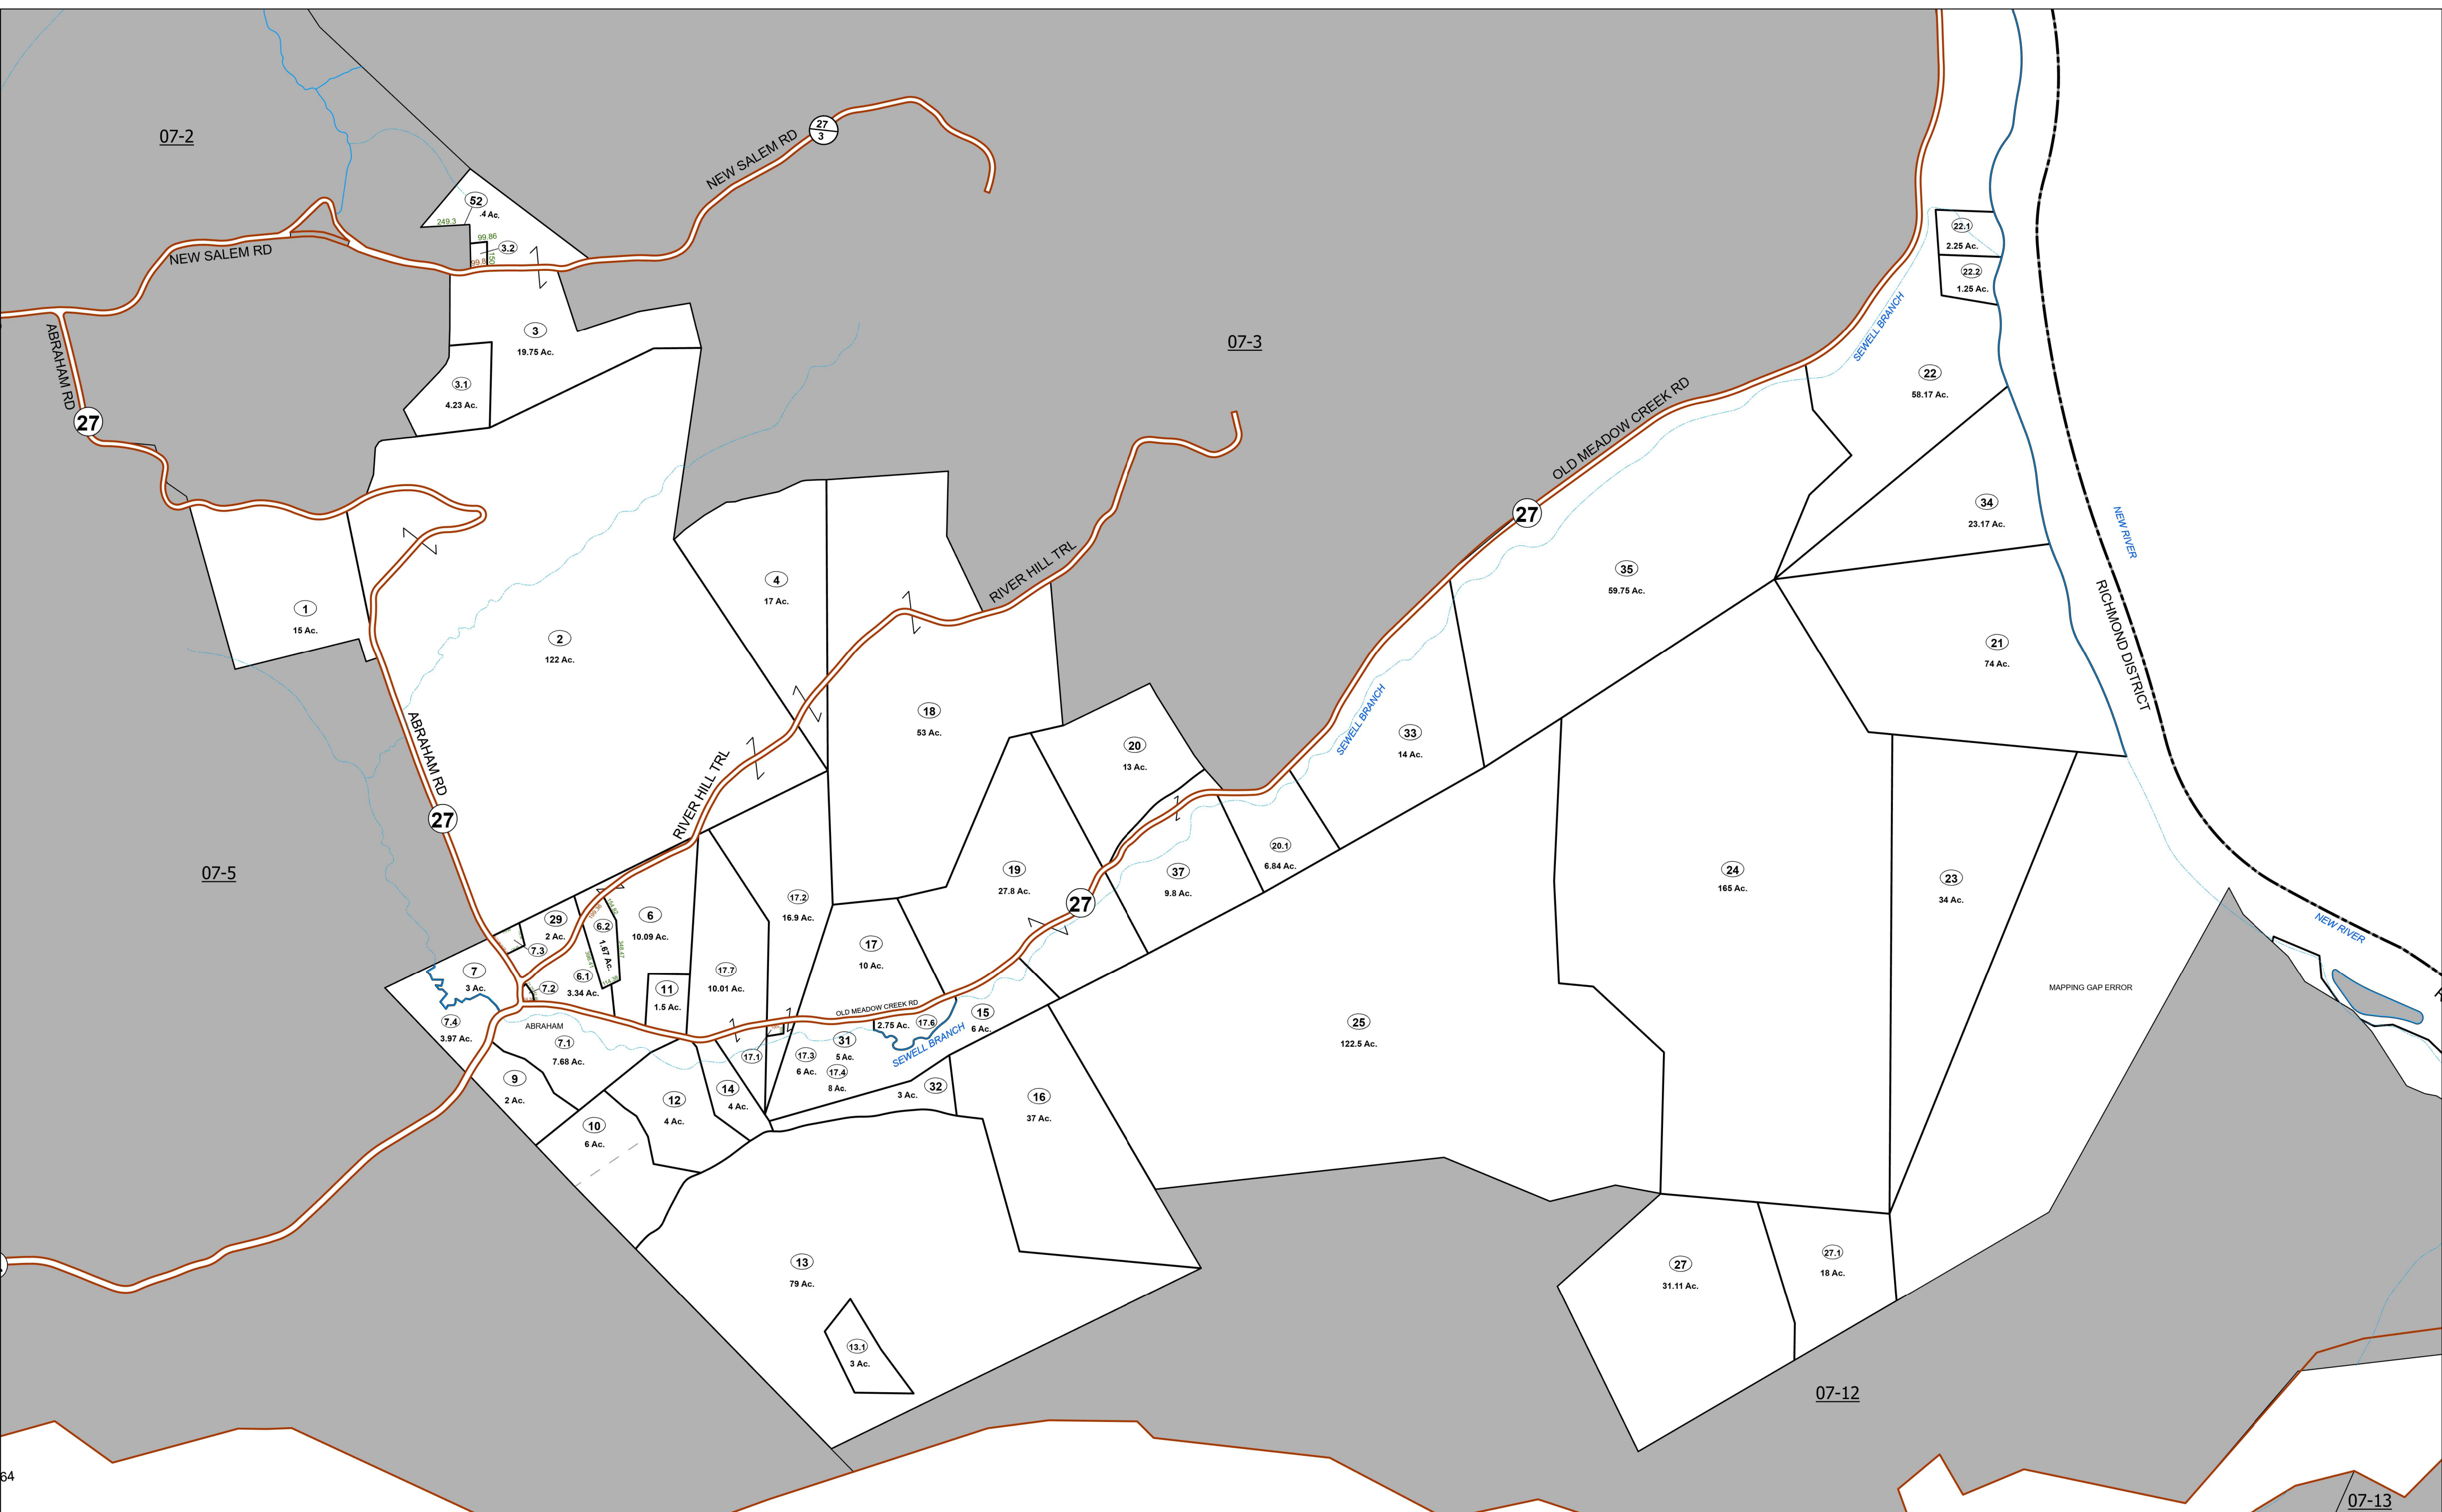 07-2
NEW SALEM RD
27
3
52
.4 Ac.
249.3
99.86
3.2
150
99.8
NEW SALEM RD
ABRAHAM RD
27
3
19.75 Ac.
3.1
4.23 Ac.
07-3
22.1
2.25 Ac.
22.2
1.25 Ac.
SEWELL BRANCH
22
58.17 Ac.
OLD MEADOW CREEK RD
27
34
23.17 Ac.
NEW RIVER
RICHMOND DISTRICT
35
59.75 Ac.
4
17 Ac.
RIVER HILL TRL
1
15 Ac.
2
122 Ac.
21
74 Ac.
18
53 Ac.
SEWELL BRANCH
33
14 Ac.
20
13 Ac.
ABRAHAM RD
27
RIVER HILL TRL
07-5
20.1
6.84 Ac.
19
27.8 Ac.
37
9.8 Ac.
27
24
165 Ac.
23
34 Ac.
17.2
16.9 Ac.
29
2 Ac.
6.2
1.67 Ac.
348.47
6
10.09 Ac.
7.3
17
10 Ac.
NEW RIVER
7
3 Ac.
6.1
3.34 Ac.
7.2
11
1.5 Ac.
17.7
10.01 Ac.
MAPPING GAP ERROR
OLD MEADOW CREEK RD
7.4
3.97 Ac.
ABRAHAM
7.1
7.68 Ac.
2.75 Ac.
17.6
15
6 Ac.
SEWELL BRANCH
25
122.5 Ac.
17.1
17.3
6 Ac.
31
5 Ac.
17.4
8 Ac.
9
2 Ac.
12
4 Ac.
14
4 Ac.
3 Ac.
32
16
37 Ac.
10
6 Ac.
13
79 Ac.
27
31.11 Ac.
27.1
18 Ac.
13.1
3 Ac.
07-12
64
07-13